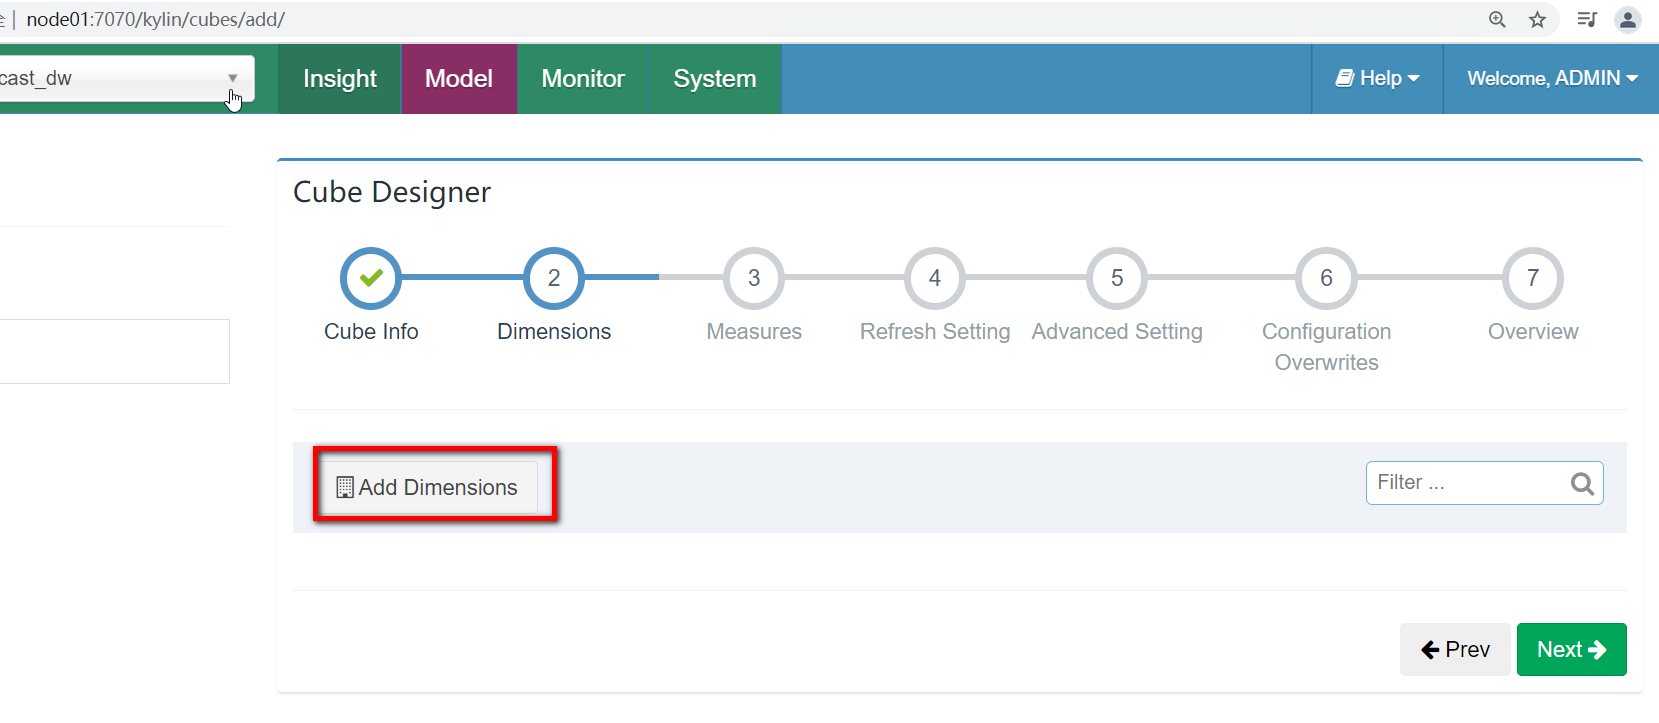 node01:7070/kylin/cubes/add/
cast_dw
Insight
Model
Monitor
System
Help
Welcome, ADMIN
Cube Designer
2
3
4
5
6
7
Cube Info
Dimensions
Measures
Refresh Setting
Advanced Setting
Configuration
Overwrites
Overview
Add Dimensions
Filter ...
Prev
Next